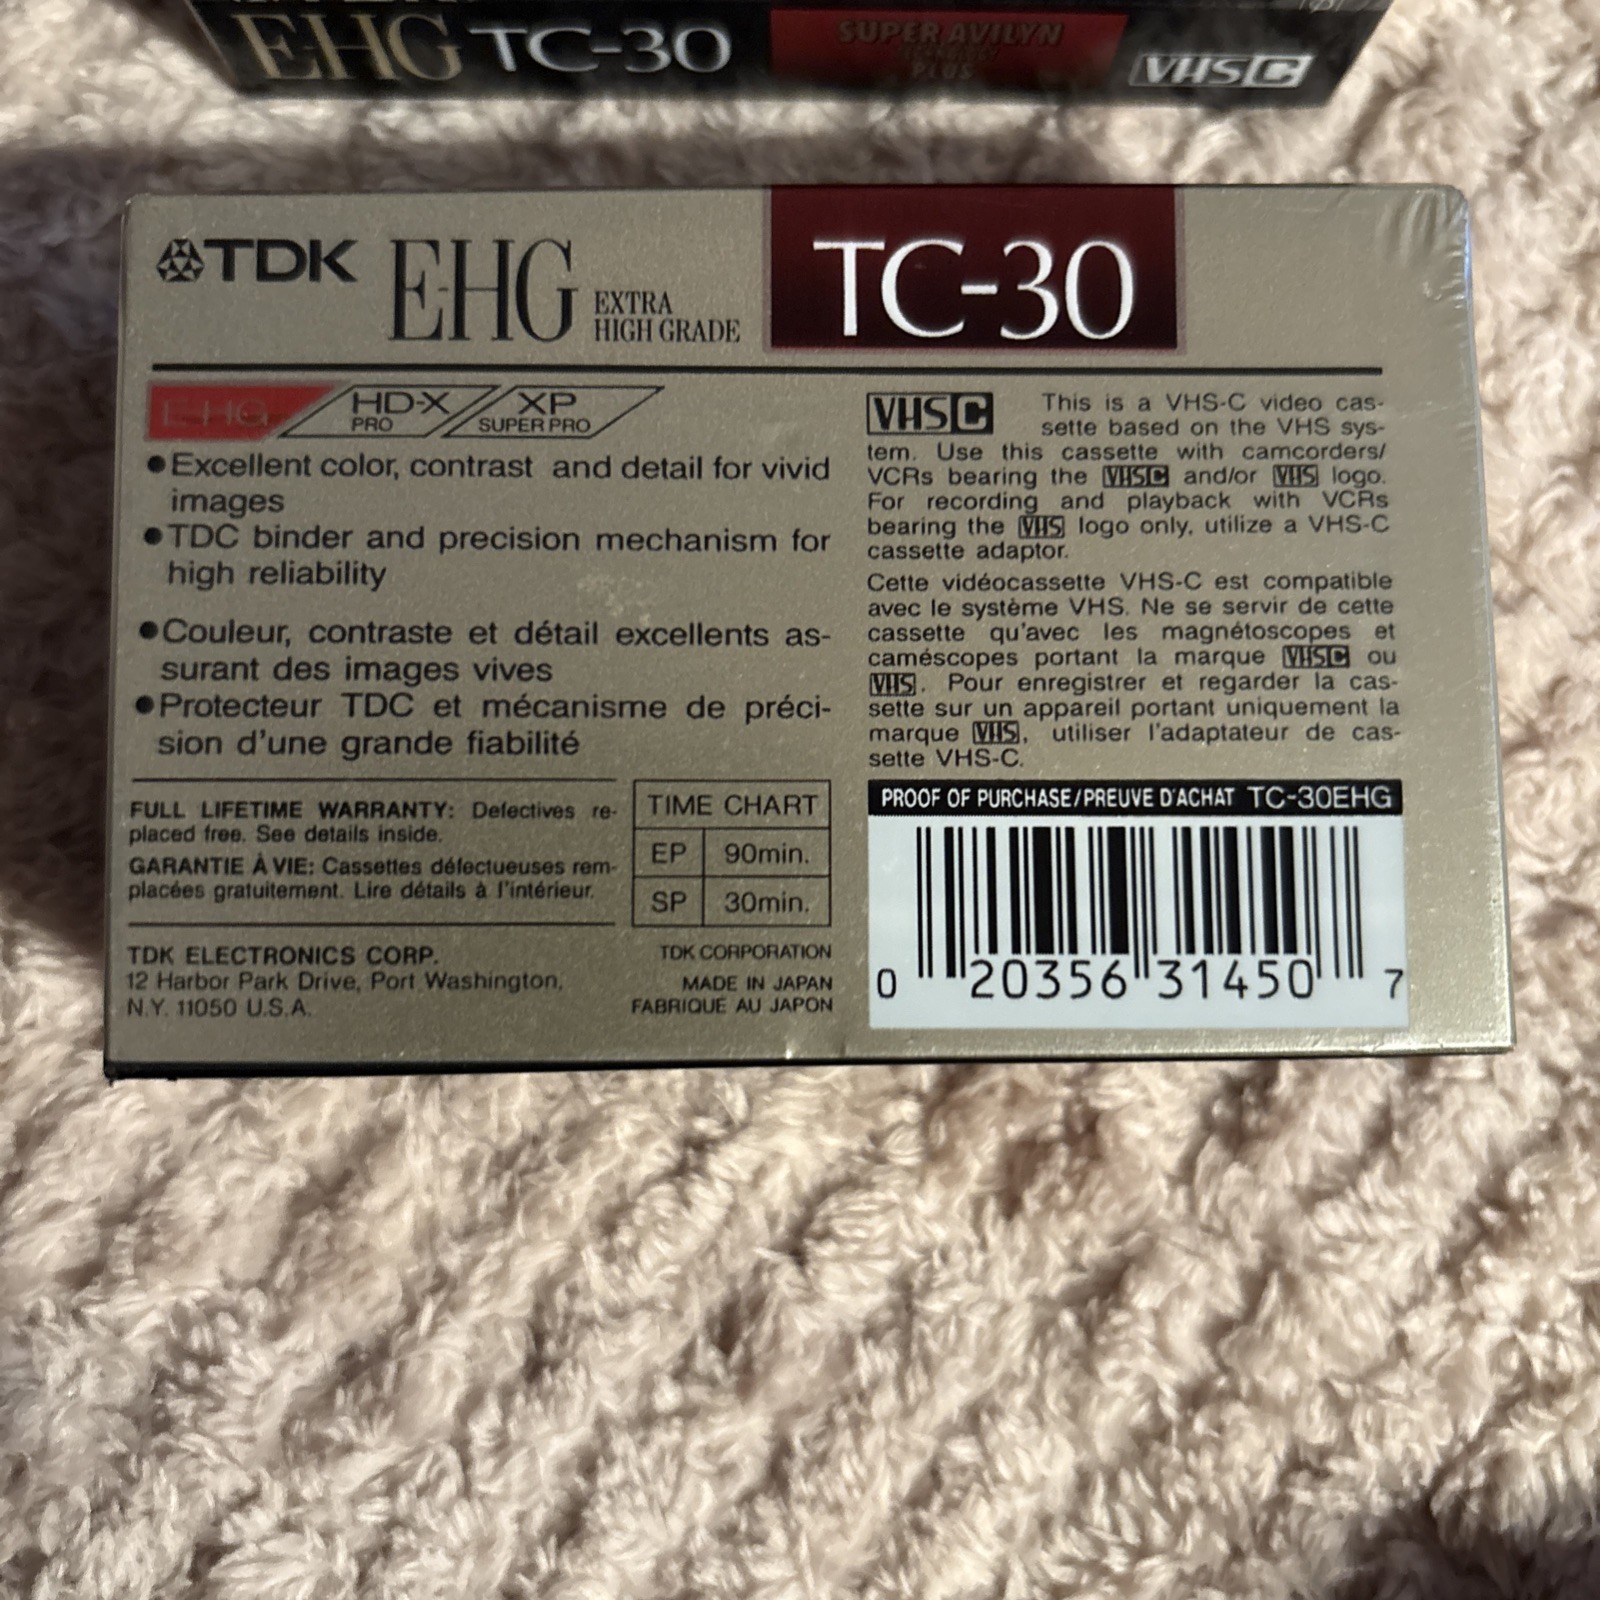 EHG TC-30 SUPER AVILYN
PLUS
VHSC
TDK EHG EXTRA
HIGH GRADE
TC-30
E-HG HD-X PRO XP SUPER PRO
●Excellent color, contrast and detail for vivid
images
●TDC binder and precision mechanism for
high reliability
●Couleur, contraste et détail excellents as-
surant des images vives
●Protecteur TDC et mécanisme de préci-
sion d'une grande fiabilité
FULL LIFETIME WARRANTY: Defectives re-
placed free. See details inside.
GARANTIE À VIE: Cassettes défectueuses rem-
placées gratuitement. Lire détails à l'intérieur.
TIME CHART
EP 90min.
SP 30min.
TDK ELECTRONICS CORP.
12 Harbor Park Drive, Port Washington,
N.Y. 11050 U.S.A.
TDK CORPORATION
MADE IN JAPAN
FABRIQUE AU JAPON
VHSC This is a VHS-C video cas-
sette based on the VHS sys-
tem. Use this cassette with camcorders/
VCRs bearing the VHSC and/or VHS logo.
For recording and playback with VCRs
bearing the VHS logo only, utilize a VHS-C
cassette adaptor.
Cette vidéocassette VHS-C est compatible
avec le système VHS. Ne se servir de cette
cassette qu'avec les magnétoscopes et
caméscopes portant la marque VHSC ou
VHS. Pour enregistrer et regarder la cas-
sette sur un appareil portant uniquement la
marque VHS, utiliser l'adaptateur de cas-
sette VHS-C.
PROOF OF PURCHASE/PREUVE D'ACHAT TC-30EHG
0 20356 31450 7